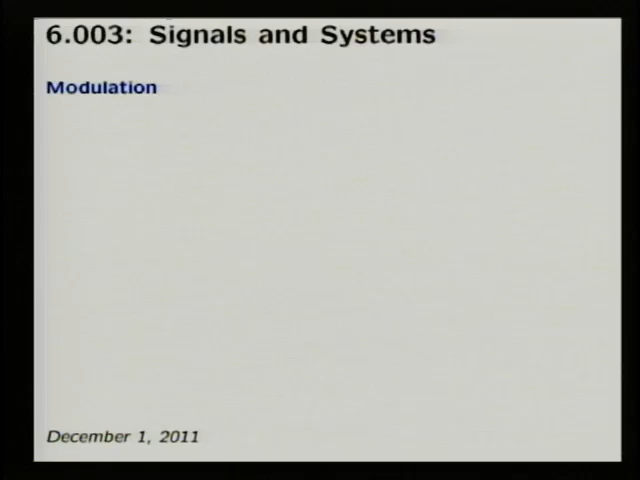 6.003: Signals and Systems
Modulation
December 1, 2011